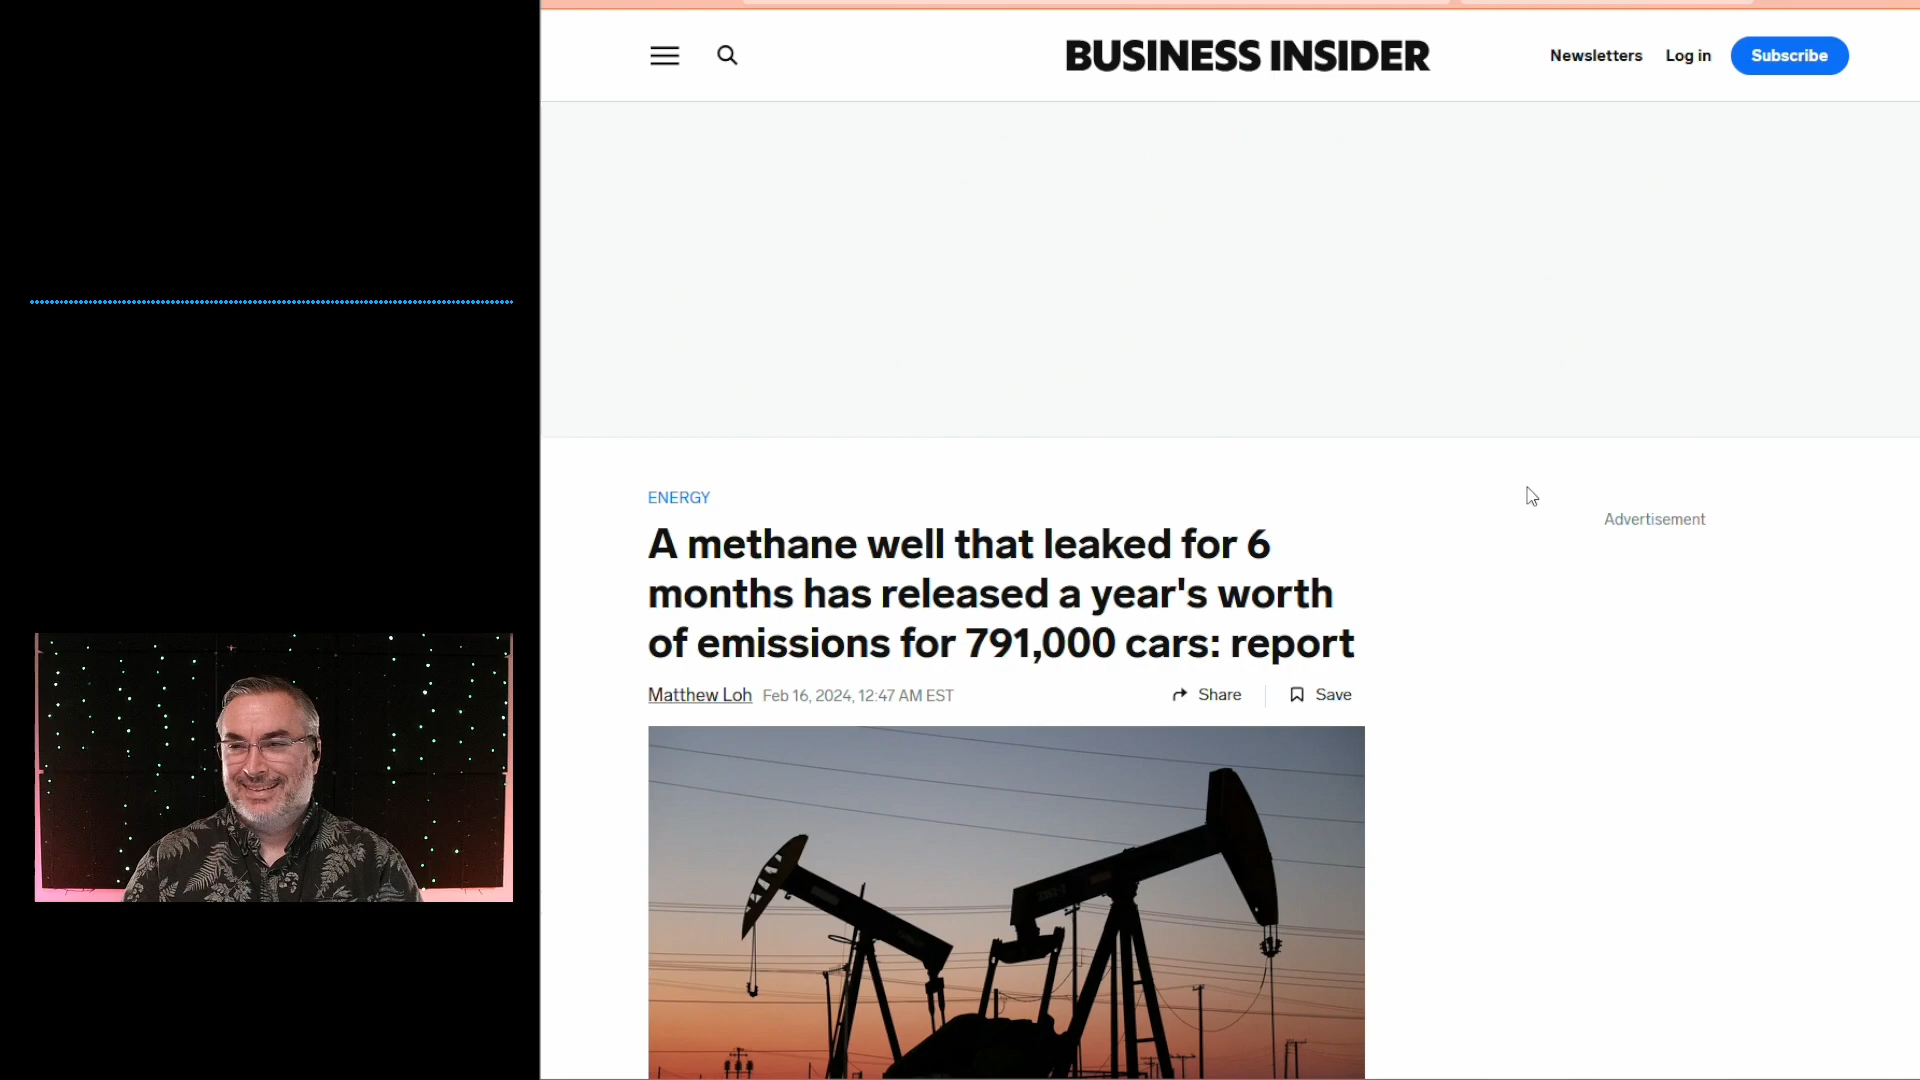 BUSINESS INSIDER
Newsletters
Log in
Subscribe
ENERGY
Advertisement
A methane well that leaked for 6
months has released a year's worth
of emissions for 791,000 cars: report
Matthew Loh Feb 16, 2024, 12:47 AM EST
Share
Save